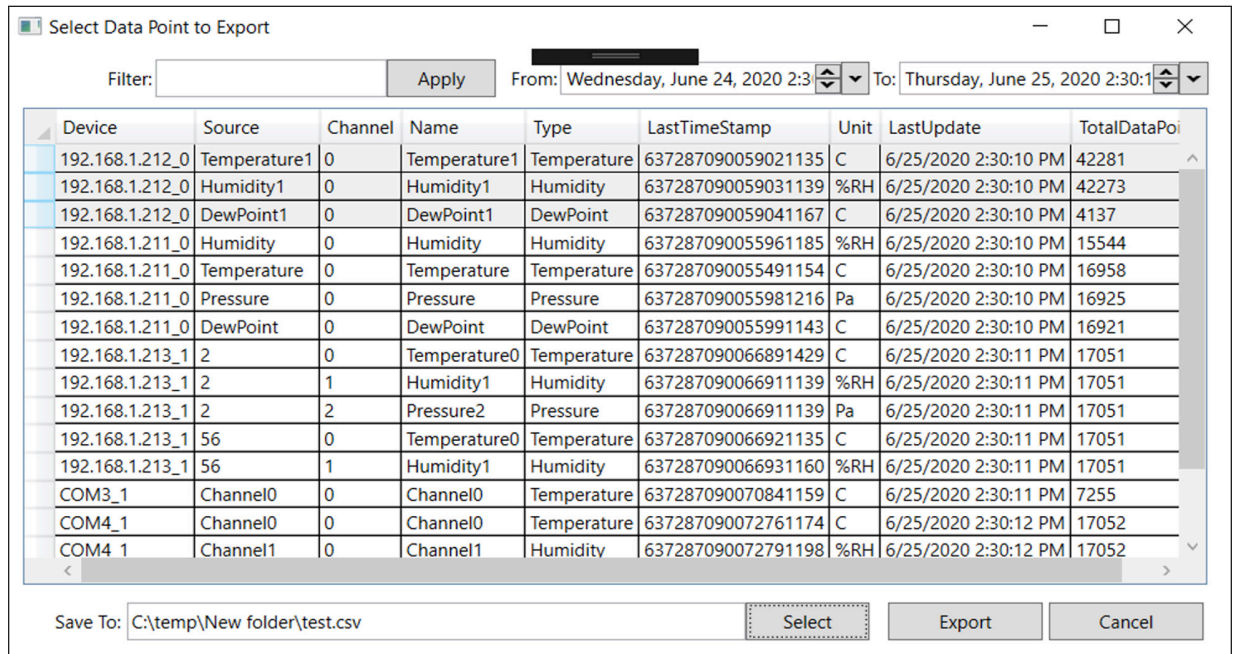 Select Data Point to Export
Filter: Apply From: Wednesday, June 24, 2020 2:3 To: Thursday, June 25, 2020 2:30:1
Device Source Channel Name Type LastTimeStamp Unit LastUpdate TotalDataPoi
192.168.1.212_0 Temperature1 0 Temperature1 Temperature 637287090059021135 C 6/25/2020 2:30:10 PM 42281
192.168.1.212_0 Humidity1 0 Humidity1 Humidity 637287090059031139 %RH 6/25/2020 2:30:10 PM 42273
192.168.1.212_0 DewPoint1 0 DewPoint1 DewPoint 637287090059041167 C 6/25/2020 2:30:10 PM 4137
192.168.1.211_0 Humidity 0 Humidity Humidity 637287090055961185 %RH 6/25/2020 2:30:10 PM 15544
192.168.1.211_0 Temperature 0 Temperature Temperature 637287090055491154 C 6/25/2020 2:30:10 PM 16958
192.168.1.211_0 Pressure 0 Pressure Pressure 637287090055981216 Pa 6/25/2020 2:30:10 PM 16925
192.168.1.211_0 DewPoint 0 DewPoint DewPoint 637287090055991143 C 6/25/2020 2:30:10 PM 16921
192.168.1.213_1 2 0 Temperature0 Temperature 637287090066891429 C 6/25/2020 2:30:11 PM 17051
192.168.1.213_1 2 1 Humidity1 Humidity 637287090066911139 %RH 6/25/2020 2:30:11 PM 17051
192.168.1.213_1 2 2 Pressure2 Pressure 637287090066911139 Pa 6/25/2020 2:30:11 PM 17051
192.168.1.213_1 56 0 Temperature0 Temperature 637287090066921135 C 6/25/2020 2:30:11 PM 17051
192.168.1.213_1 56 1 Humidity1 Humidity 637287090066931160 %RH 6/25/2020 2:30:11 PM 17051
COM3_1 Channel0 0 Channel0 Temperature 637287090070841159 C 6/25/2020 2:30:11 PM 7255
COM4_1 Channel0 0 Channel0 Temperature 637287090072761174 C 6/25/2020 2:30:12 PM 17052
COM4_1 Channel1 0 Channel1 Humidity 637287090072791198 %RH 6/25/2020 2:30:12 PM 17052
Save To: C:\temp\New folder\test.csv Select Export Cancel